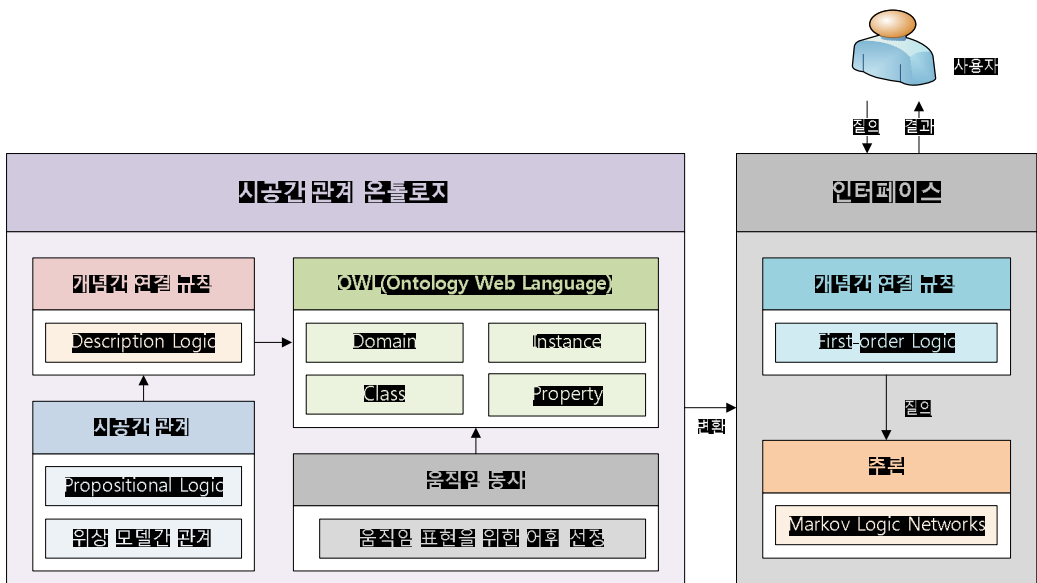 사용자
질의
결과
시공간 관계 온톨로지
인터페이스
개념간 연결 규칙
OWL(Ontology Web Language)
개념간 연결 규칙
Description Logic
Domain
Instance
First-order Logic
Class
Property
시공간 관계
변환
질의
움직임 동사
추론
Propositional Logic
위상 모델간 관계
움직임 표현을 위한 어휘 선정
Markov Logic Networks